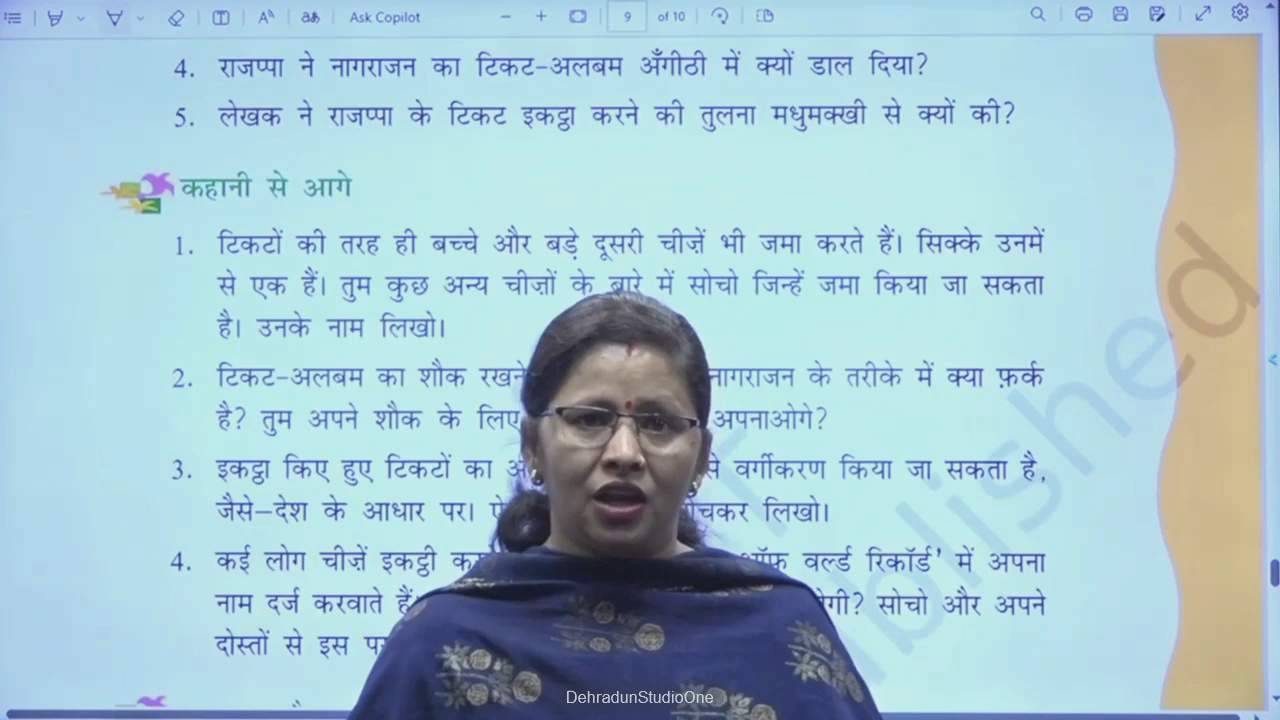 Ask Copilot
9 of 10
4. राजप्पा ने नागराजन का टिकट-अलबम अँगीठी में क्यों डाल दिया?
5. लेखक ने राजप्पा के टिकट इकट्ठा करने की तुलना मधुमक्खी से क्यों की?
कहानी से आगे
1. टिकटों की तरह ही बच्चे और बड़े दूसरी चीज़ें भी जमा करते हैं। सिक्के उनमें
से एक हैं। तुम कुछ अन्य चीज़ों के बारे में सोचो जिन्हें जमा किया जा सकता
है। उनके नाम लिखो।
2. टिकट-अलबम का शौक रखने नागराजन के तरीके में क्या फ़र्क
है? तुम अपने शौक के लिए अपनाओगे?
3. इकट्ठा किए हुए टिकटों का से वर्गीकरण किया जा सकता है,
जैसे-देश के आधार पर। लिखो।
4. कई लोग चीज़ें इकट्ठी ऑफ़ वर्ल्ड रिकॉर्ड' में अपना
नाम दर्ज करवाते हैं सोचो और अपने
दोस्तों से इस
DehradunStudioOne